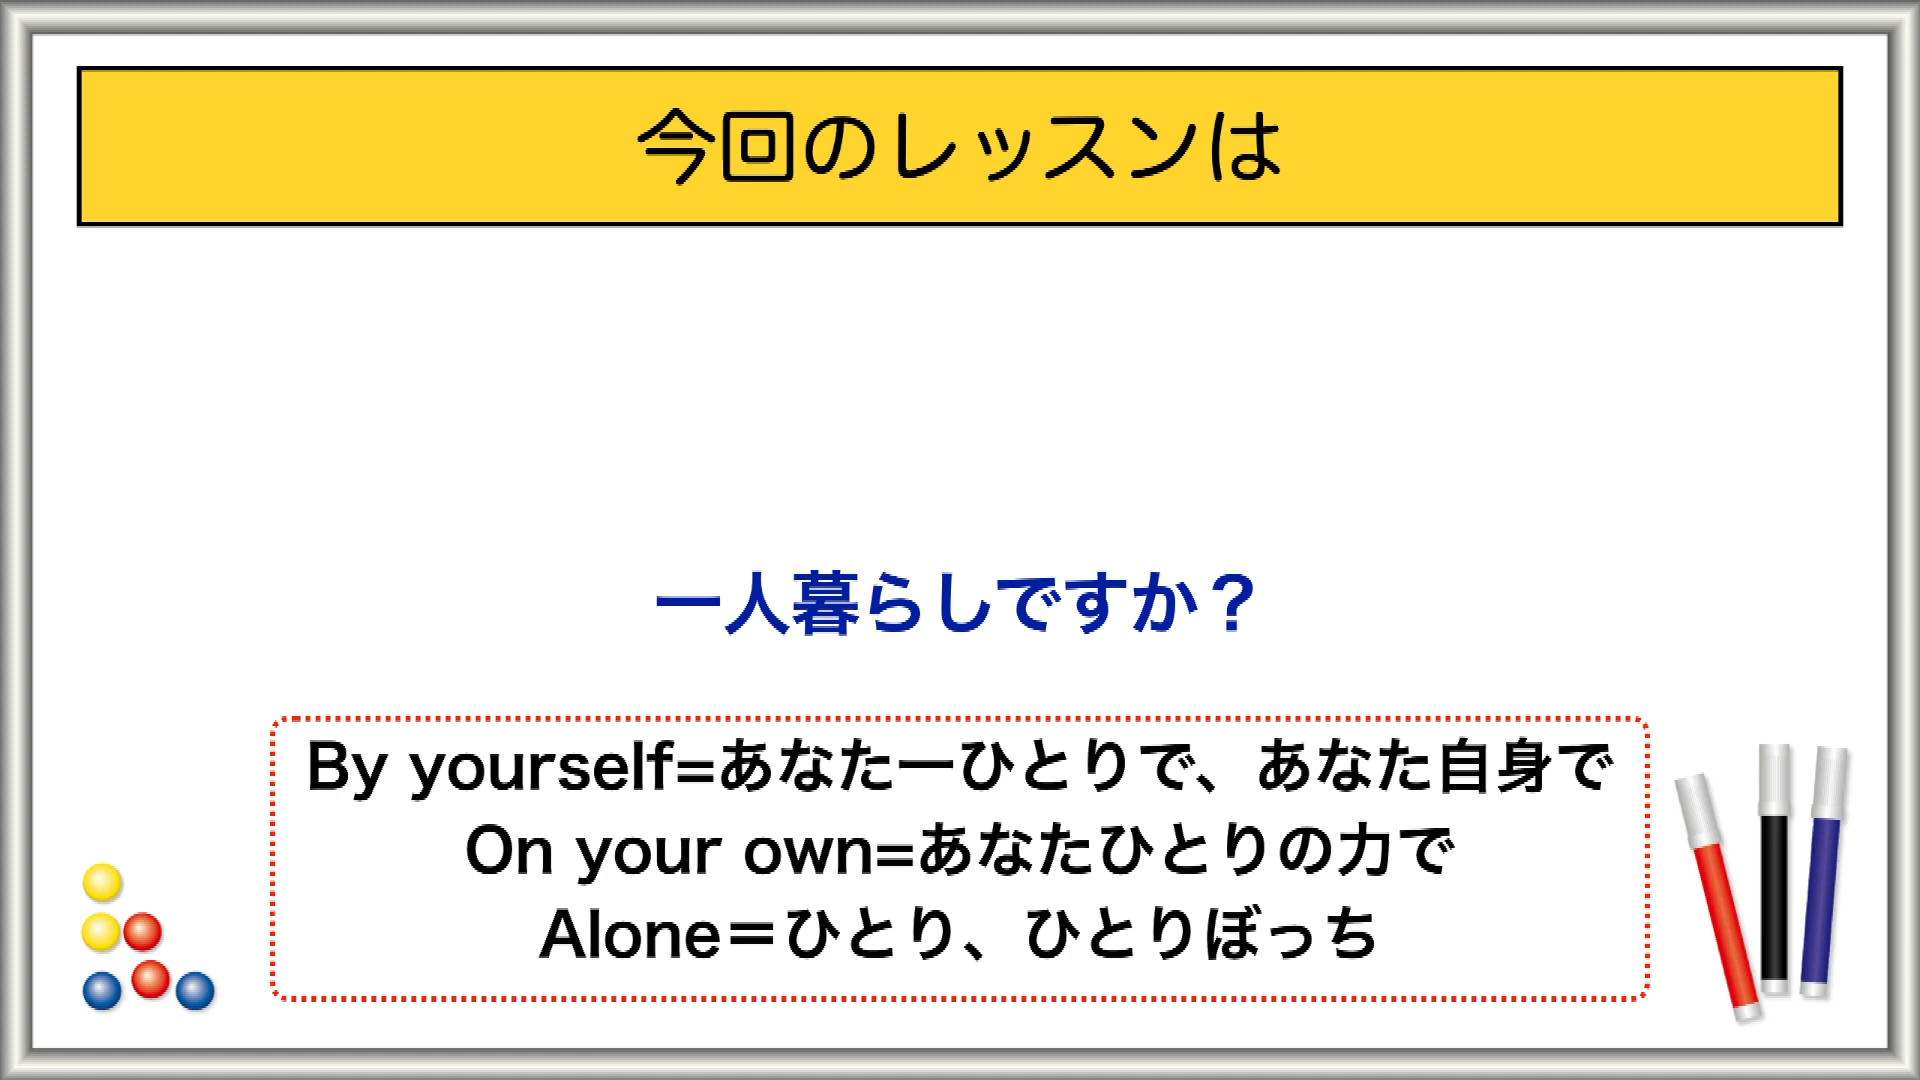 今回のレッスンは
一人暮らしですか？
By yourself=あなた一ひとりで、あなた自身で
On your own=あなたひとりの力で
Alone＝ひとり、ひとりぼっち